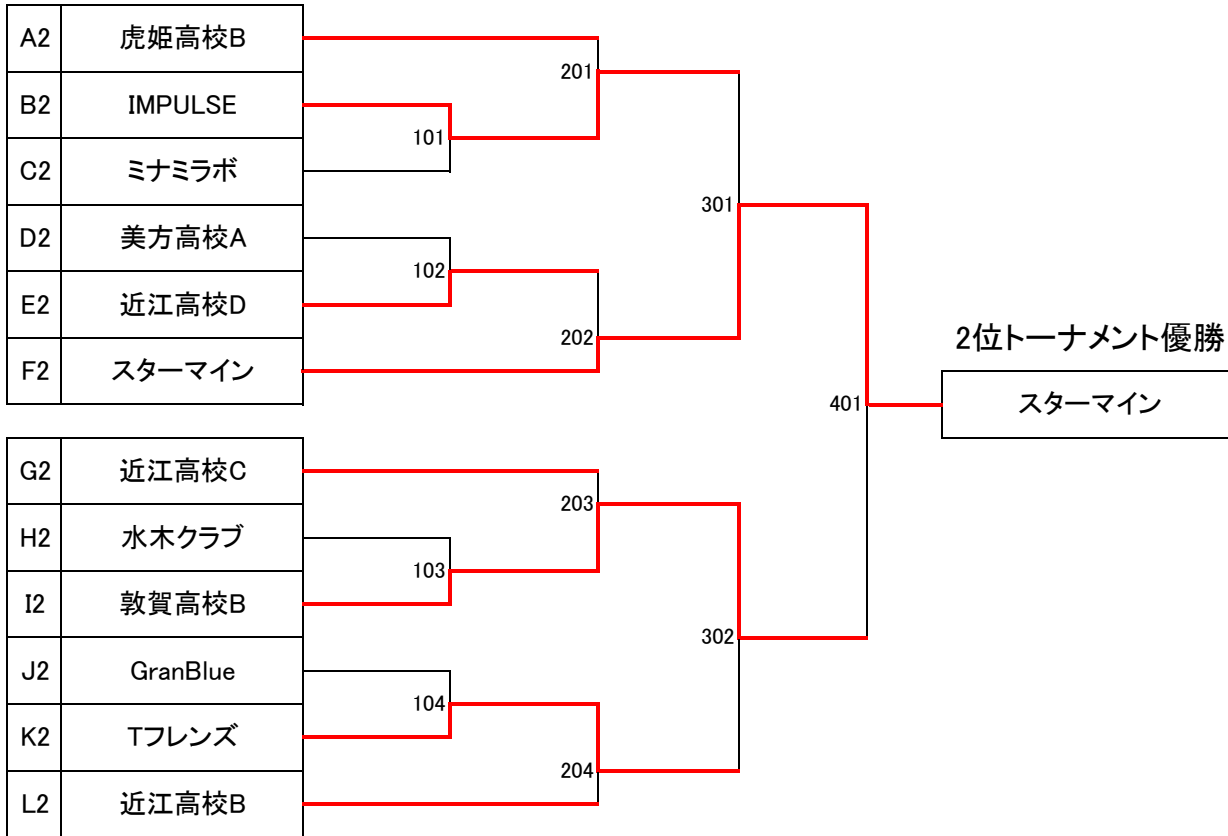 A2 虎姫高校B
201
B2 IMPULSE
101
C2 ミナミラボ
301
D2 美方高校A
102
E2 近江高校D
202
2位トーナメント優勝
F2 スターマイン
401
スターマイン
G2 近江高校C
203
H2 水木クラブ
103
I2 敦賀高校B
302
J2 GranBlue
104
K2 Tフレンズ
204
L2 近江高校B